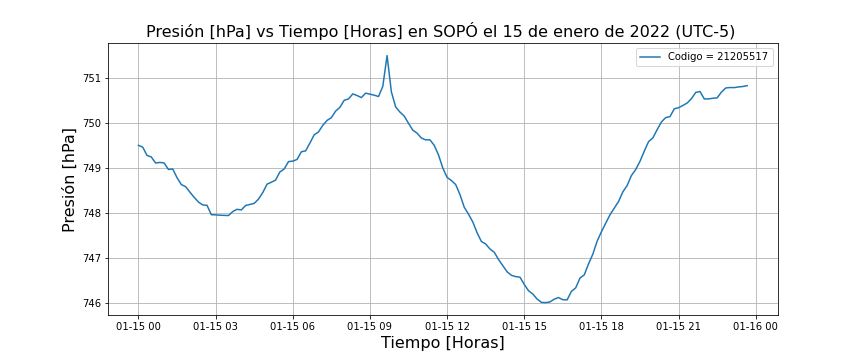 Presión [hPa] vs Tiempo [Horas] en SOPÓ el 15 de enero de 2022 (UTC-5)
Codigo = 21205517
Presión [hPa]
751
750
749
748
747
746
01-15 00 01-15 03 01-15 06 01-15 09 01-15 12 01-15 15 01-15 18 01-15 21 01-16 00
Tiempo [Horas]